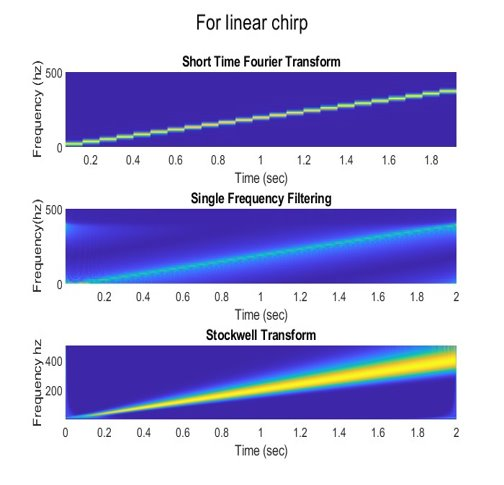 For linear chirp
Short Time Fourier Transform
Frequency (hz)
500
0
0.2 0.4 0.6 0.8 1 1.2 1.4 1.6 1.8
Time (sec)
Single Frequency Filtering
Frequency(hz)
500
0
0 0.2 0.4 0.6 0.8 1 1.2 1.4 1.6 1.8 2
Time (sec)
Stockwell Transform
Frequency hz
400
200
0 0.2 0.4 0.6 0.8 1 1.2 1.4 1.6 1.8 2
Time (sec)